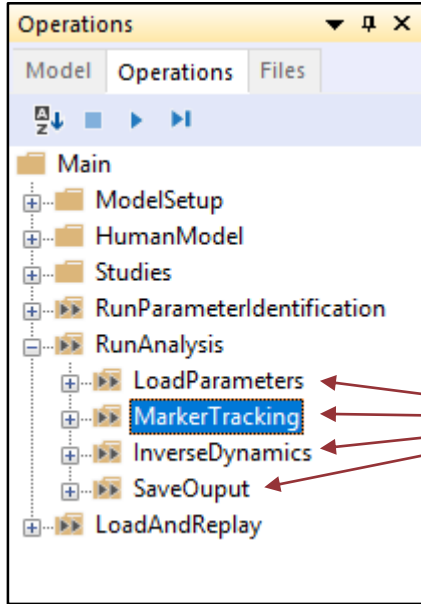 Operations
Model Operations Files
A Z
Main
ModelSetup
HumanModel
Studies
RunParameterIdentification
RunAnalysis
LoadParameters
MarkerTracking
InverseDynamics
SaveOuput
LoadAndReplay